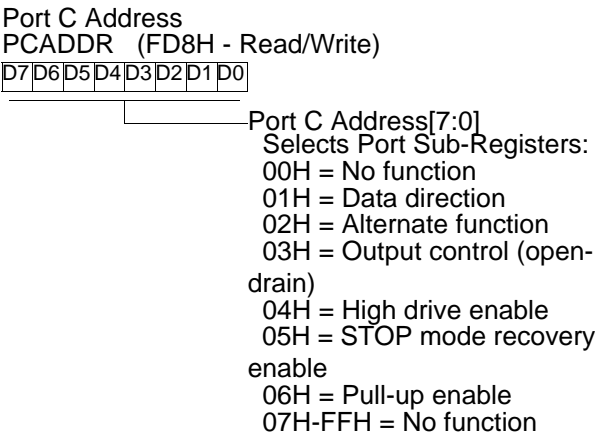 Port C Address
PCADDR (FD8H - Read/Write)
D7 D6 D5 D4 D3 D2 D1 D0
Port C Address[7:0]
Selects Port Sub-Registers:
00H = No function
01H = Data direction
02H = Alternate function
03H = Output control (open-
drain)
04H = High drive enable
05H = STOP mode recovery
enable
06H = Pull-up enable
07H-FFH = No function